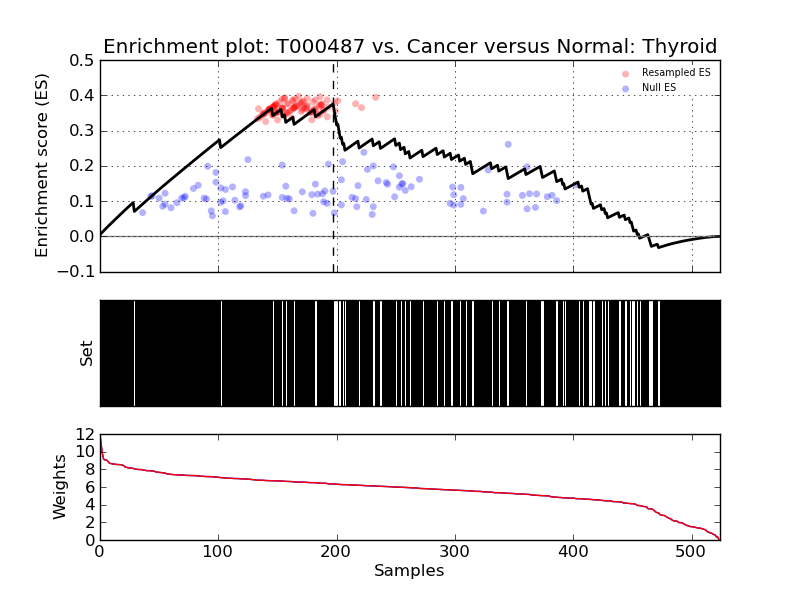 Enrichment plot: T000487 vs. Cancer versus Normal: Thyroid
0.5
0.4
0.3
0.2
0.1
0.0
−0.1
Enrichment score (ES)
Resampled ES
Null ES
Set
12
10
8
6
4
2
0
Weights
0
100
200
300
400
500
Samples